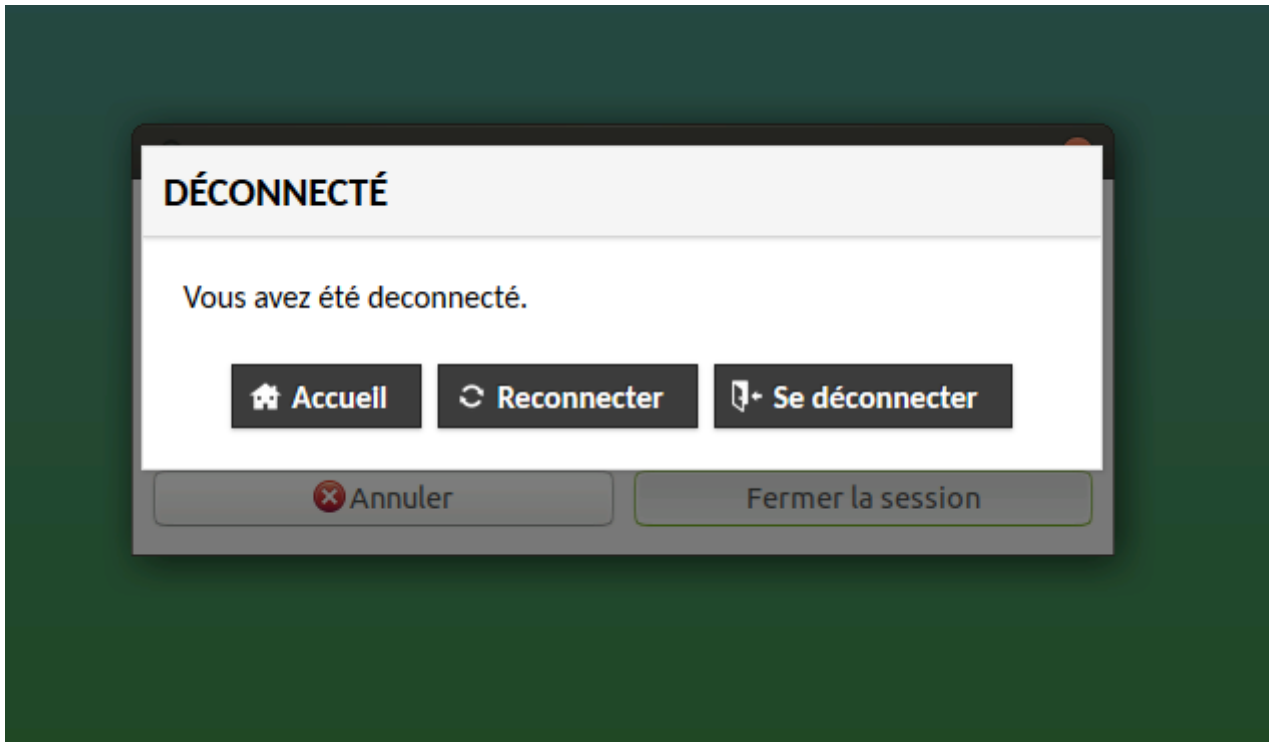 DÉCONNECTÉ
Vous avez été deconnecté.
Accueil Reconnecter Se déconnecter
Annuler Fermer la session